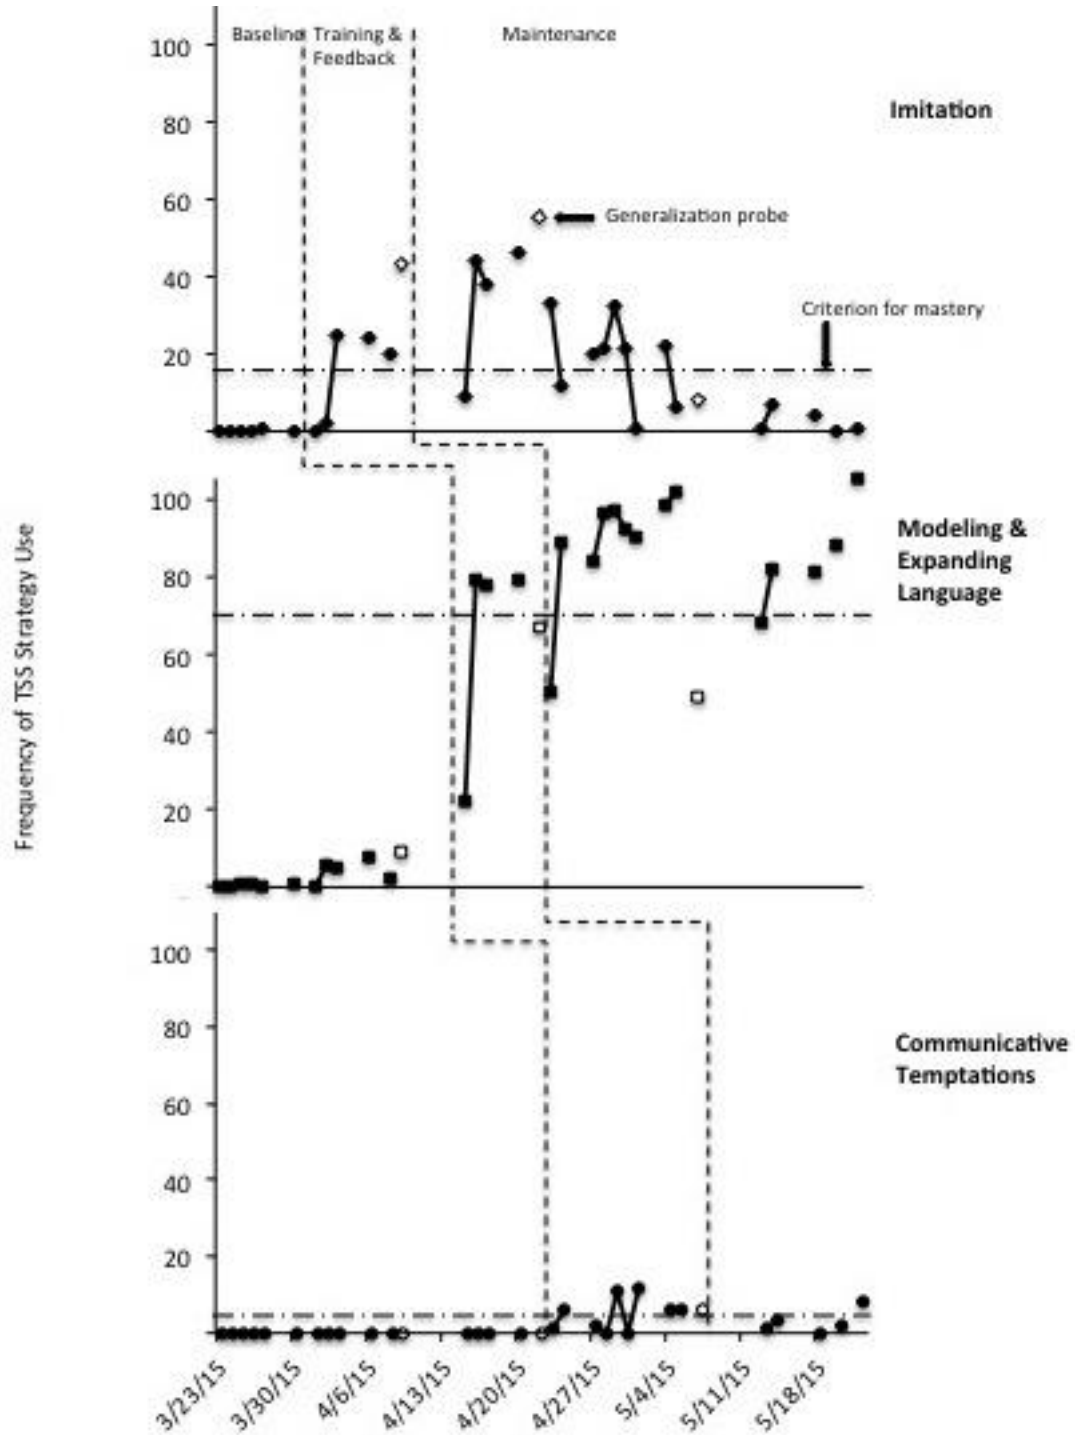 Baseline
Training &
Feedback
Maintenance
100
80
60
40
20
Imitation
Generalization probe
Criterion for mastery
Frequency of TSS Strategy Use
100
80
60
40
20
Modeling &
Expanding
Language
100
80
60
40
20
Communicative
Temptations
3/23/15
3/30/15
4/6/15
4/13/15
4/20/15
4/27/15
5/4/15
5/11/15
5/18/15